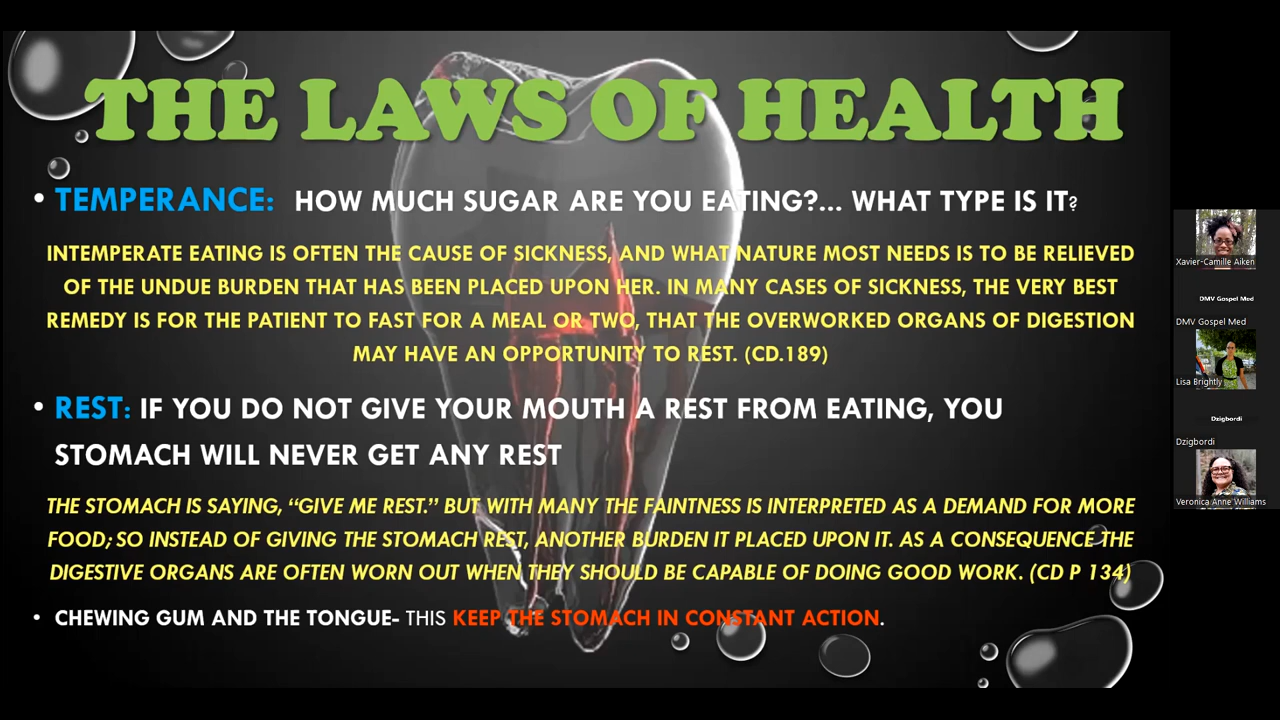 THE LAWS OF HEALTH
• TEMPERANCE: HOW MUCH SUGAR ARE YOU EATING?... WHAT TYPE IS IT?
INTEMPERATE EATING IS OFTEN THE CAUSE OF SICKNESS, AND WHAT NATURE MOST NEEDS IS TO BE RELIEVED
OF THE UNDUE BURDEN THAT HAS BEEN PLACED UPON HER. IN MANY CASES OF SICKNESS, THE VERY BEST
REMEDY IS FOR THE PATIENT TO FAST FOR A MEAL OR TWO, THAT THE OVERWORKED ORGANS OF DIGESTION
MAY HAVE AN OPPORTUNITY TO REST. (CD.189)
• REST: IF YOU DO NOT GIVE YOUR MOUTH A REST FROM EATING, YOU
STOMACH WILL NEVER GET ANY REST
THE STOMACH IS SAYING, “GIVE ME REST.” BUT WITH MANY THE FAINTNESS IS INTERPRETED AS A DEMAND FOR MORE
FOOD; SO INSTEAD OF GIVING THE STOMACH REST, ANOTHER BURDEN IT PLACED UPON IT. AS A CONSEQUENCE THE
DIGESTIVE ORGANS ARE OFTEN WORN OUT WHEN THEY SHOULD BE CAPABLE OF DOING GOOD WORK. (CD P 134)
• CHEWING GUM AND THE TONGUE- THIS KEEP THE STOMACH IN CONSTANT ACTION.
Xavier-Camille Aiken
DMV Gospel Med
DMV Gospel Med
Lisa Brightly
Dzigbordi
Dzigbordi
Veronica Anne Williams